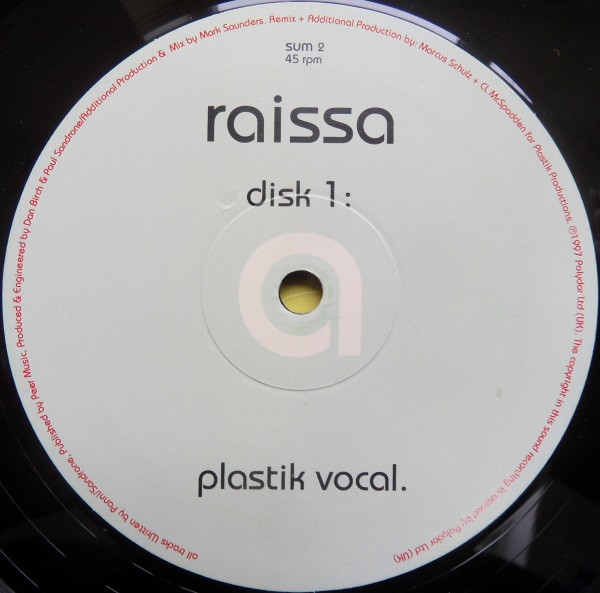 sum 2
45 rpm
raissa
disk 1:
a
plastik vocal.
all tracks Written by Panni/Sandrone. Published by Peer Music. Produced & Engineered by Dan Birch & Paul Sandrone/Additional Production & Mix by Mark Saunders. Remix + Additional Production by: Marcus Schulz + CL McSpadden for Plastik Productions. ℗1997 Polydor Ltd (UK). The copyright in this sound recording is owned by Polydor Ltd (UK)